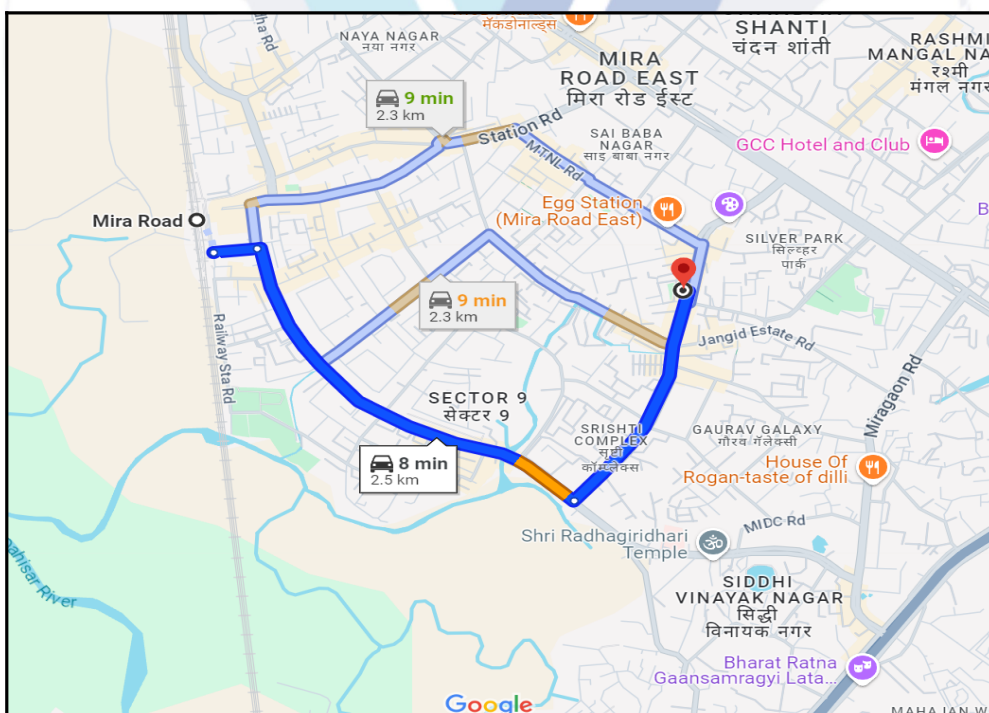 मॅकडोनाल्ड्स
SHANTI
चंदन शांती
NAYA NAGAR
नया नगर
RASHMI
MANGAL NA
रश्मी
मंगल नगर
MIRA
ROAD EAST
मिरा रोड ईस्ट
9 min
2.3 km
Station Rd
MTNL Rd
SAI BABA
NAGAR
साई बाबा नगर
GCC Hotel and Club
Egg Station
(Mira Road East)
Mira Road
B
SILVER PARK
सिल्व्हर
पार्क
9 min
2.3 km
Jangid Estate Rd
Railway Sta Rd
Miragaon Rd
SECTOR 9
सेक्टर 9
SRISHTI
COMPLEX
सृष्टी
कॉम्प्लेक्स
GAURAV GALAXY
गौरव गॅलेक्सी
8 min
2.5 km
House Of
Rogan-taste of dilli
Shri Radhagiridhari
Temple
MIDC Rd
ahisar River
SIDDHI
VINAYAK NAGAR
सिद्धी
विनायक नगर
Bharat Ratna
Gaansamragyi Lata...
Google